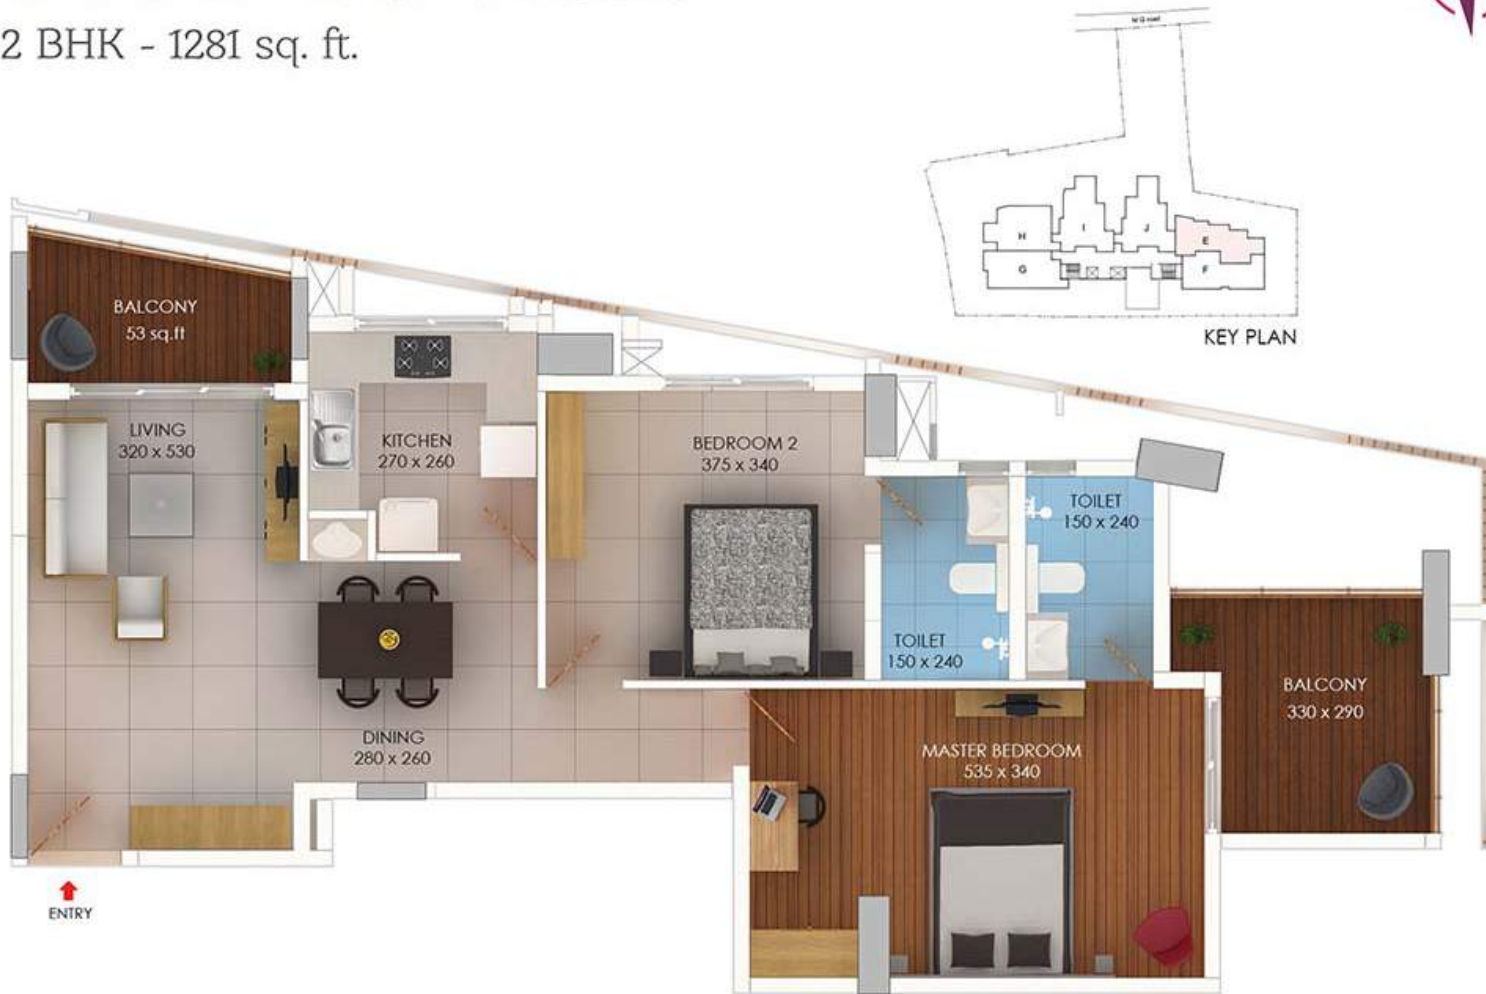 2 BHK - 1281 sq. ft.
M G road
H
I
J
E
G
F
KEY PLAN
BALCONY
53 sq.ft
LIVING
320 x 530
KITCHEN
270 x 260
BEDROOM 2
375 x 340
TOILET
150 x 240
TOILET
150 x 240
BALCONY
330 x 290
DINING
280 x 260
MASTER BEDROOM
535 x 340
ENTRY